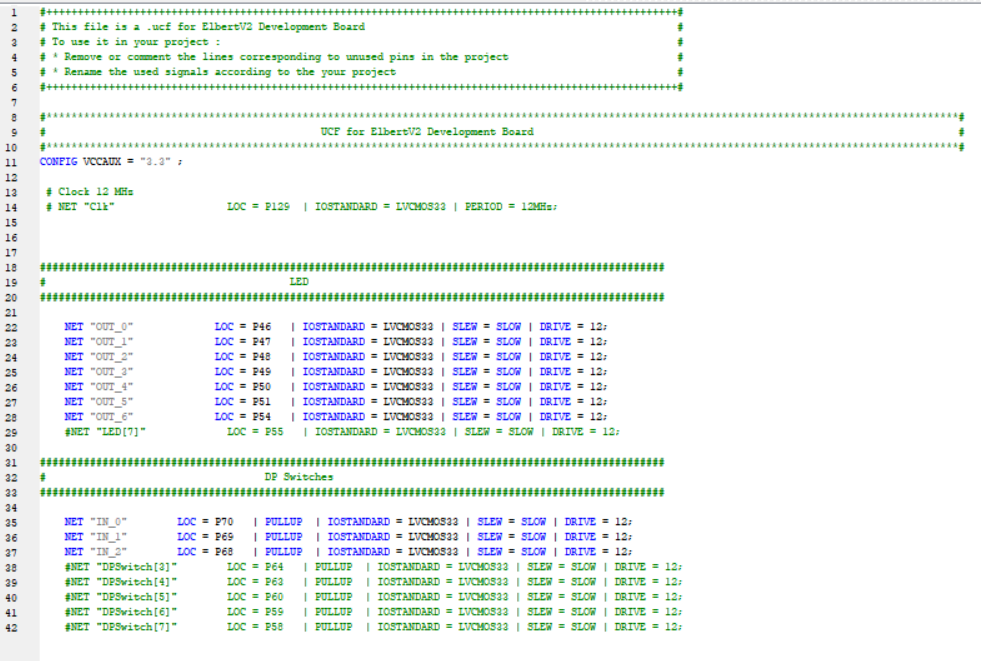 1 #++++++++++++++++++++++++++++++++++++++++++++++++++++++++++++++++++++++++++++++++++++++++++++++++++++#
2 # This file is a .ucf for ElbertV2 Development Board #
3 # To use it in your project : #
4 # * Remove or comment the lines corresponding to unused pins in the project #
5 # * Rename the used signals according to the your project #
6 #++++++++++++++++++++++++++++++++++++++++++++++++++++++++++++++++++++++++++++++++++++++++++++++++++++#
7
8 #**************************************************************************************************************************************************#
9 # UCF for ElbertV2 Development Board #
10 #**************************************************************************************************************************************************#
11 CONFIG VCCAUX = "3.3" ;
12
13 # Clock 12 MHz
14 # NET "Clk" LOC = P129 | IOSTANDARD = LVCMOS33 | PERIOD = 12MHz;
15
16
17
18 ####################################################################################################
19 # LED
20 ####################################################################################################
21
22 NET "OUT_0" LOC = P46 | IOSTANDARD = LVCMOS33 | SLEW = SLOW | DRIVE = 12;
23 NET "OUT_1" LOC = P47 | IOSTANDARD = LVCMOS33 | SLEW = SLOW | DRIVE = 12;
24 NET "OUT_2" LOC = P48 | IOSTANDARD = LVCMOS33 | SLEW = SLOW | DRIVE = 12;
25 NET "OUT_3" LOC = P49 | IOSTANDARD = LVCMOS33 | SLEW = SLOW | DRIVE = 12;
26 NET "OUT_4" LOC = P50 | IOSTANDARD = LVCMOS33 | SLEW = SLOW | DRIVE = 12;
27 NET "OUT_5" LOC = P51 | IOSTANDARD = LVCMOS33 | SLEW = SLOW | DRIVE = 12;
28 NET "OUT_6" LOC = P54 | IOSTANDARD = LVCMOS33 | SLEW = SLOW | DRIVE = 12;
29 #NET "LED[7]" LOC = P55 | IOSTANDARD = LVCMOS33 | SLEW = SLOW | DRIVE = 12;
30
31 ####################################################################################################
32 # DP Switches
33 ####################################################################################################
34
35 NET "IN_0" LOC = P70 | PULLUP | IOSTANDARD = LVCMOS33 | SLEW = SLOW | DRIVE = 12;
36 NET "IN_1" LOC = P69 | PULLUP | IOSTANDARD = LVCMOS33 | SLEW = SLOW | DRIVE = 12;
37 NET "IN_2" LOC = P68 | PULLUP | IOSTANDARD = LVCMOS33 | SLEW = SLOW | DRIVE = 12;
38 #NET "DPSwitch[3]" LOC = P64 | PULLUP | IOSTANDARD = LVCMOS33 | SLEW = SLOW | DRIVE = 12;
39 #NET "DPSwitch[4]" LOC = P63 | PULLUP | IOSTANDARD = LVCMOS33 | SLEW = SLOW | DRIVE = 12;
40 #NET "DPSwitch[5]" LOC = P60 | PULLUP | IOSTANDARD = LVCMOS33 | SLEW = SLOW | DRIVE = 12;
41 #NET "DPSwitch[6]" LOC = P59 | PULLUP | IOSTANDARD = LVCMOS33 | SLEW = SLOW | DRIVE = 12;
42 #NET "DPSwitch[7]" LOC = P58 | PULLUP | IOSTANDARD = LVCMOS33 | SLEW = SLOW | DRIVE = 12;